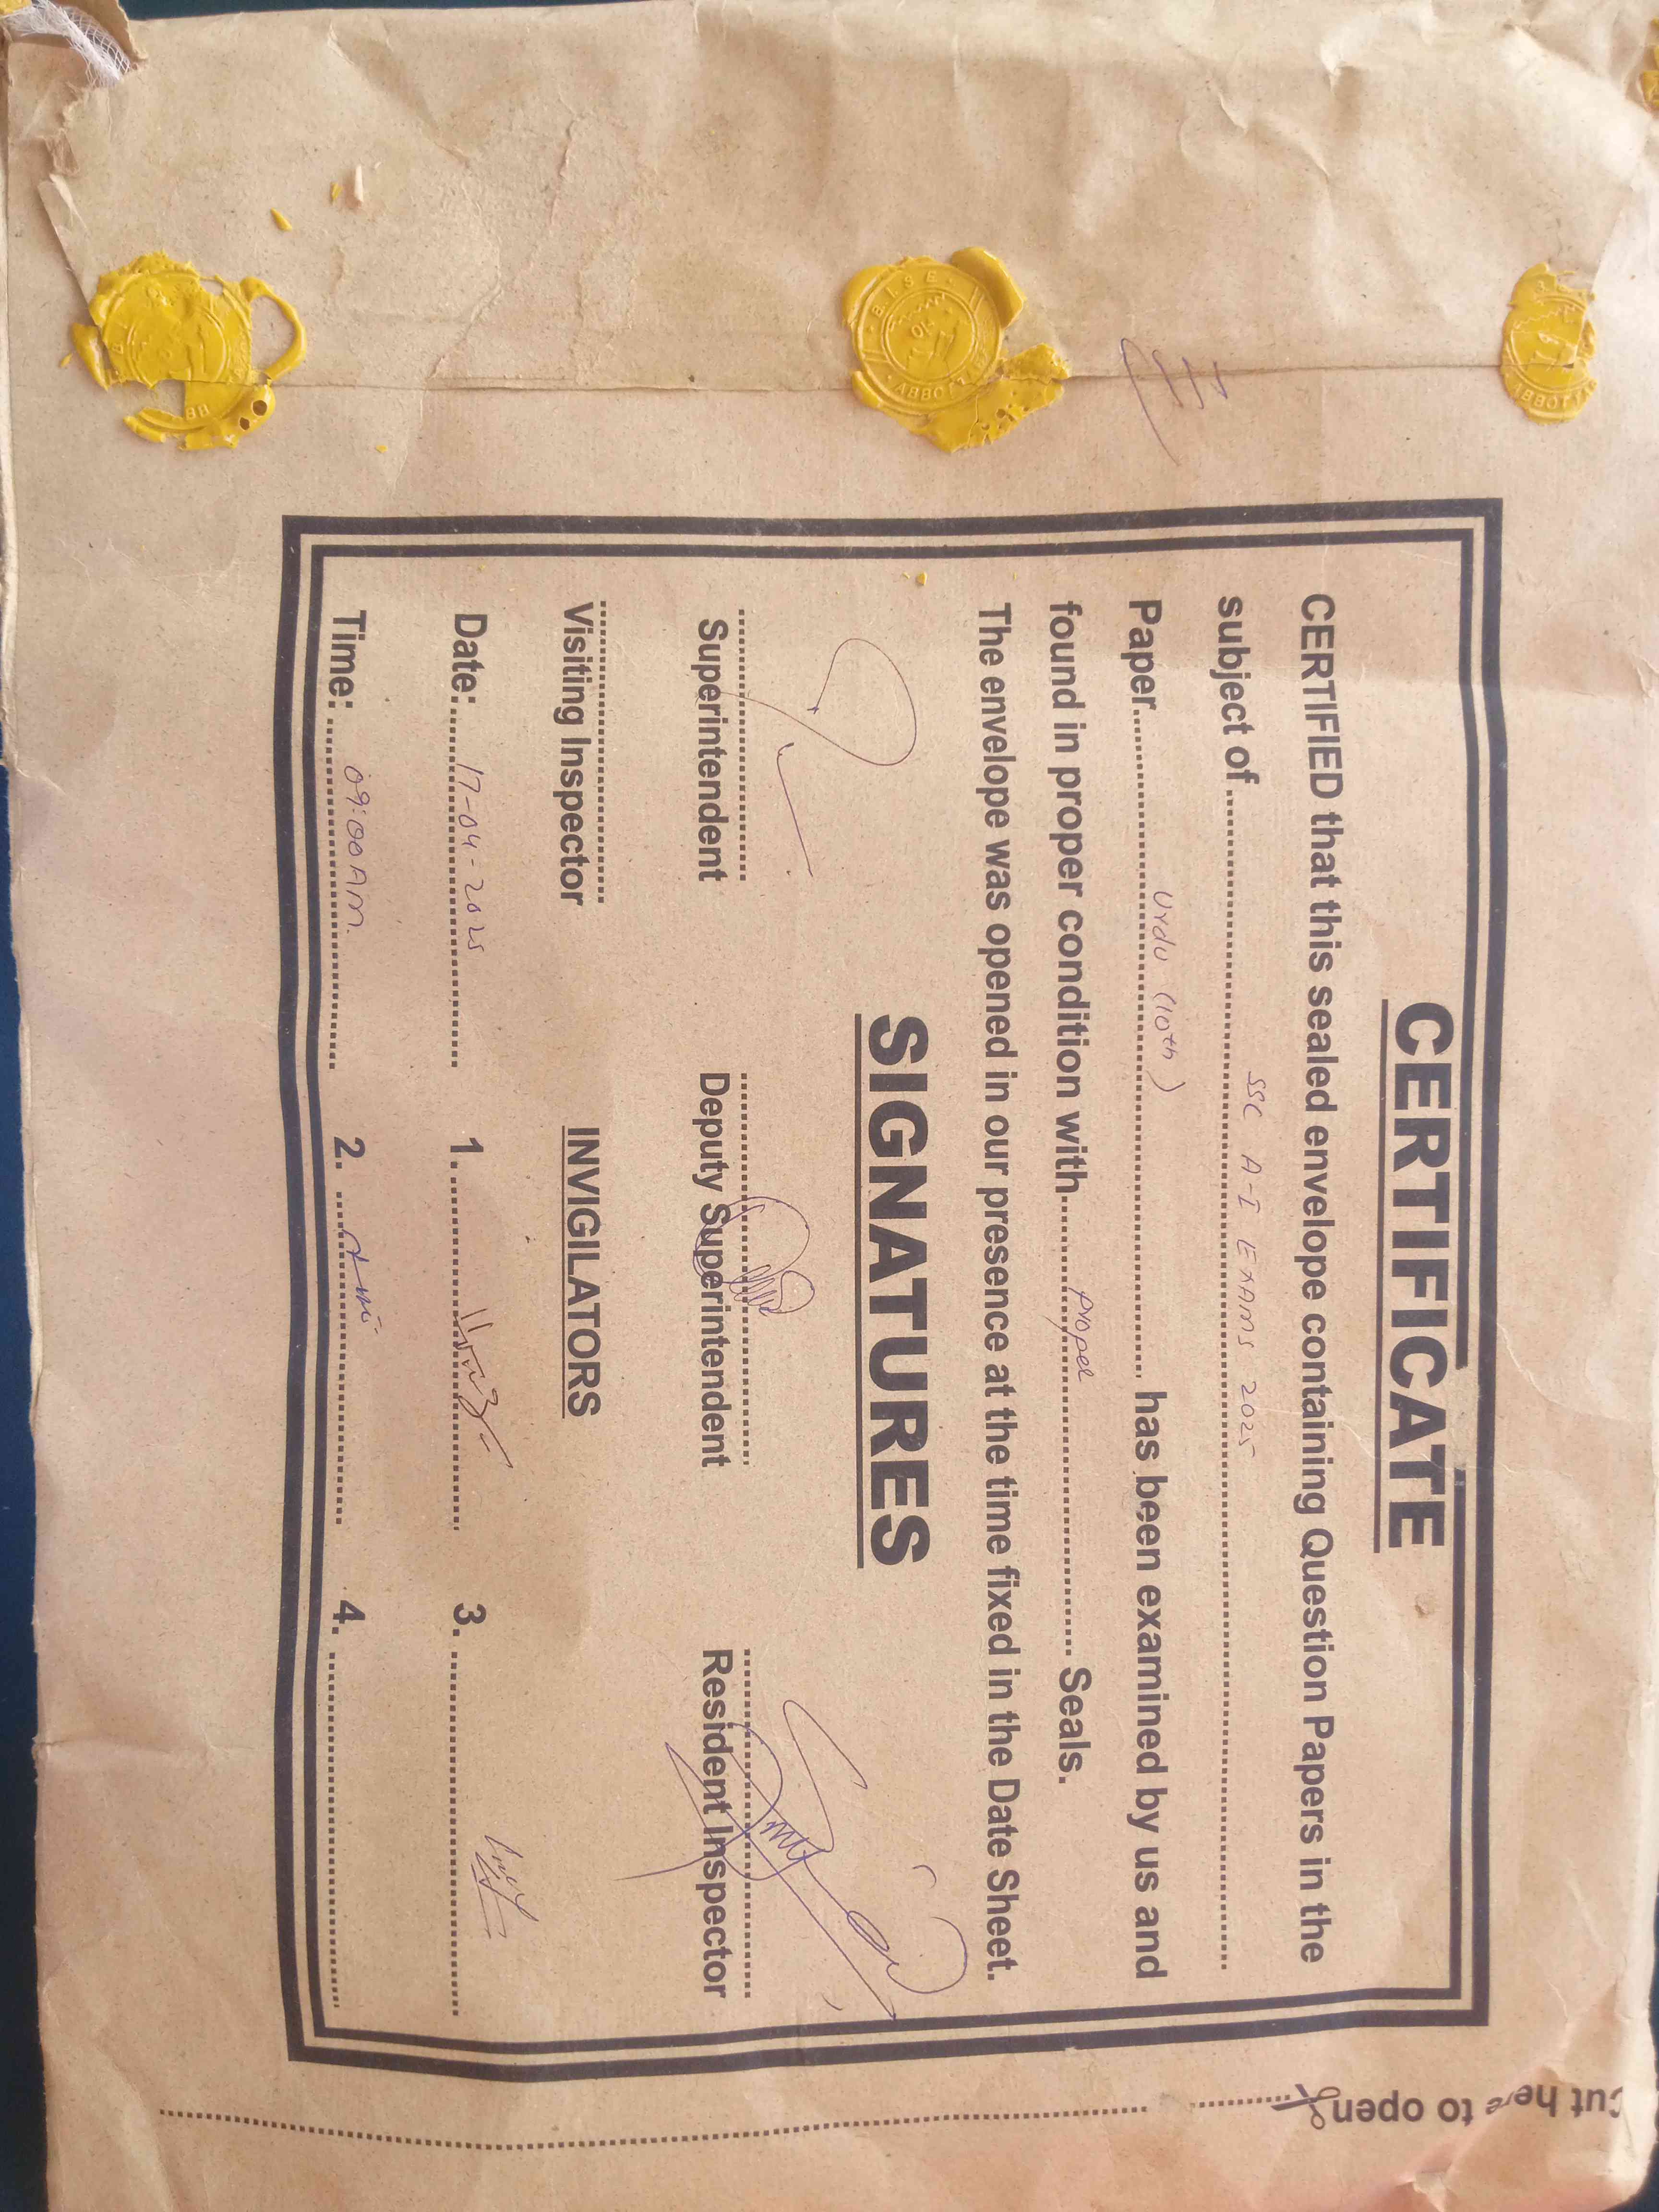 CERTIFICATE
CERTIFIED that this sealed envelope containing Question Papers in the
subject of.......... SSC A-I EXAMS 2025 ..........
Paper.......... Urdu (10th) .......... has been examined by us and
found in proper condition with.......... Proper .......... Seals.
The envelope was opened in our presence at the time fixed in the Date Sheet.
SIGNATURES
Superintendent Deputy Superintendent Resident Inspector
Visiting Inspector INVIGILATORS
Date: 17-04-2025 1. 3.
Time: 09:00 AM. 2. 4.
Cut here to open
B.I.S.E ABBOT
ABBOT